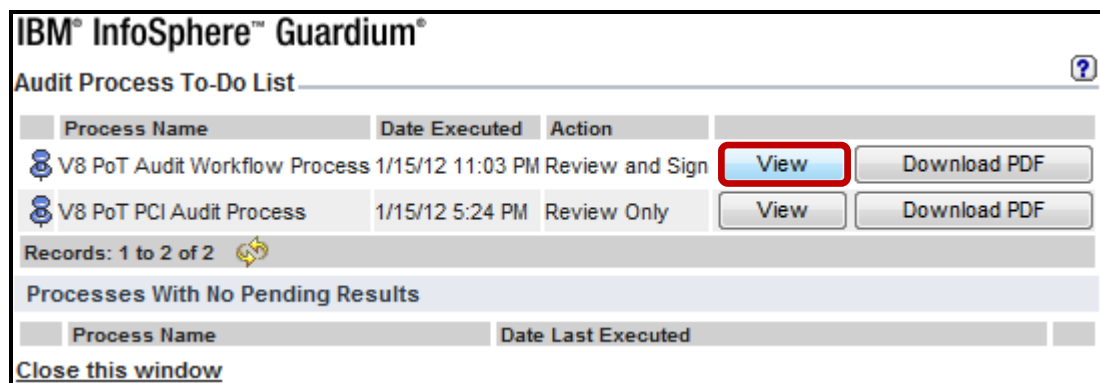 IBM® InfoSphere™ Guardium®
?
Audit Process To-Do List
Process Name Date Executed Action
V8 PoT Audit Workflow Process 1/15/12 11:03 PM Review and Sign View Download PDF
V8 PoT PCI Audit Process 1/15/12 5:24 PM Review Only View Download PDF
Records: 1 to 2 of 2
Processes With No Pending Results
Process Name Date Last Executed
Close this window